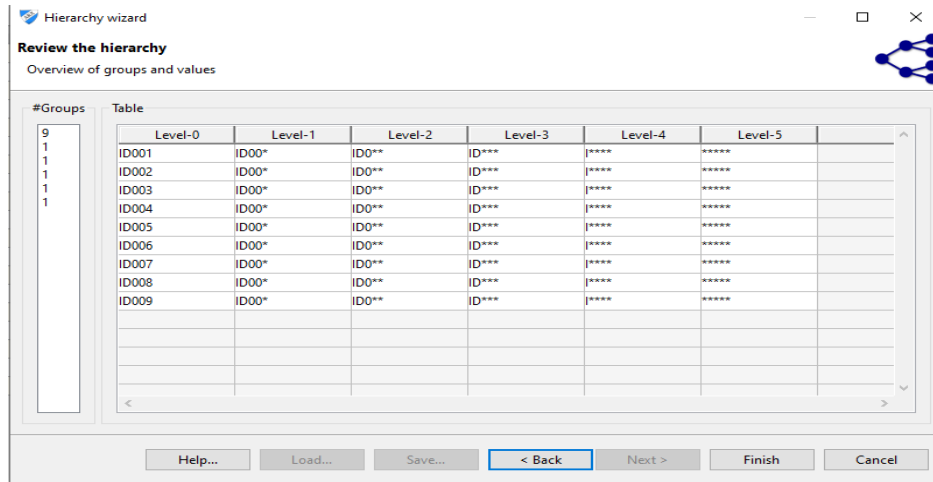 Hierarchy wizard
Review the hierarchy
Overview of groups and values
#Groups Table
9
1
1
1
1
1
Level-0 Level-1 Level-2 Level-3 Level-4 Level-5
ID001 ID00* ID0** ID*** I**** *****
ID002 ID00* ID0** ID*** I**** *****
ID003 ID00* ID0** ID*** I**** *****
ID004 ID00* ID0** ID*** I**** *****
ID005 ID00* ID0** ID*** I**** *****
ID006 ID00* ID0** ID*** I**** *****
ID007 ID00* ID0** ID*** I**** *****
ID008 ID00* ID0** ID*** I**** *****
ID009 ID00* ID0** ID*** I**** *****
Help... Load... Save... < Back Next > Finish Cancel